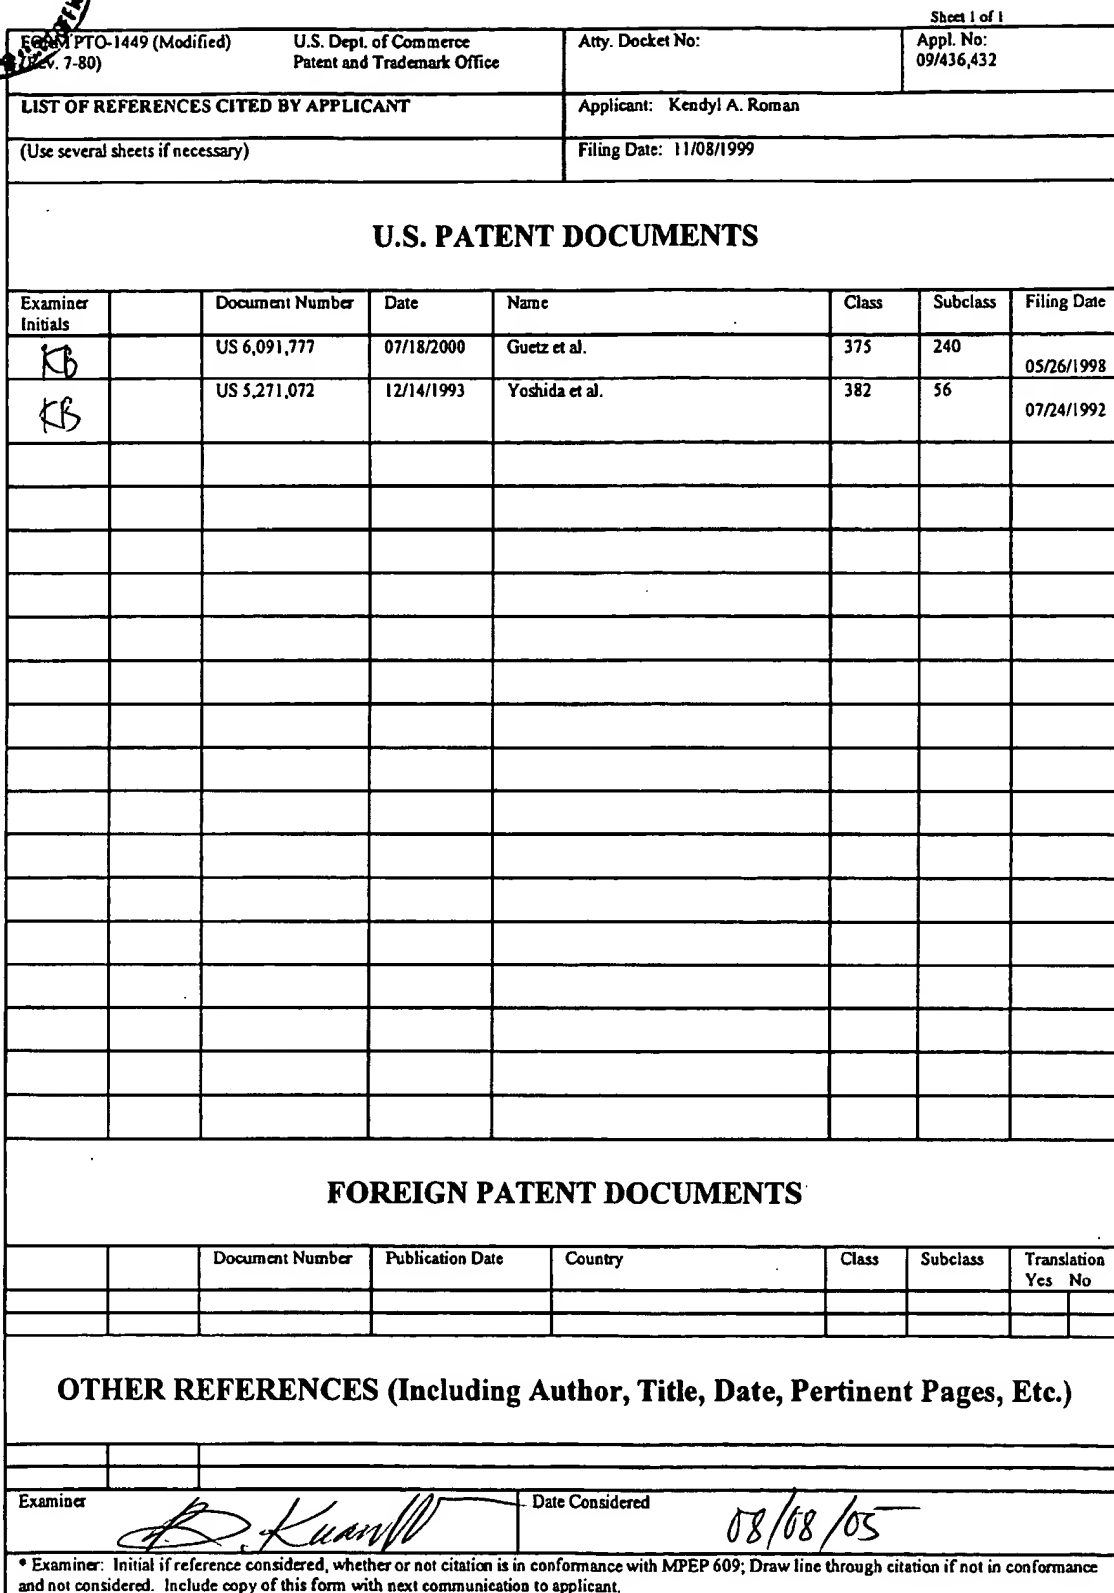 Sheet 1 of 1
FORM PTO-1449 (Modified)
(Rev. 7-80)
U.S. Dept. of Commerce
Patent and Trademark Office
Atty. Docket No:
Appl. No:
09/436,432
LIST OF REFERENCES CITED BY APPLICANT
Applicant: Kendyl A. Roman
(Use several sheets if necessary)
Filing Date: 11/08/1999
U.S. PATENT DOCUMENTS
Examiner
Initials
Document Number
Date
Name
Class
Subclass
Filing Date
KB
US 6,091,777
07/18/2000
Guetz et al.
375
240
05/26/1998
KB
US 5,271,072
12/14/1993
Yoshida et al.
382
56
07/24/1992
FOREIGN PATENT DOCUMENTS
Document Number
Publication Date
Country
Class
Subclass
Translation
Yes No
OTHER REFERENCES (Including Author, Title, Date, Pertinent Pages, Etc.)
Examiner
Date Considered
08/08/05
* Examiner: Initial if reference considered, whether or not citation is in conformance with MPEP 609; Draw line through citation if not in conformance
and not considered. Include copy of this form with next communication to applicant.